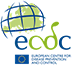 ecdc
EUROPEAN CENTRE FOR
DISEASE PREVENTION
AND CONTROL